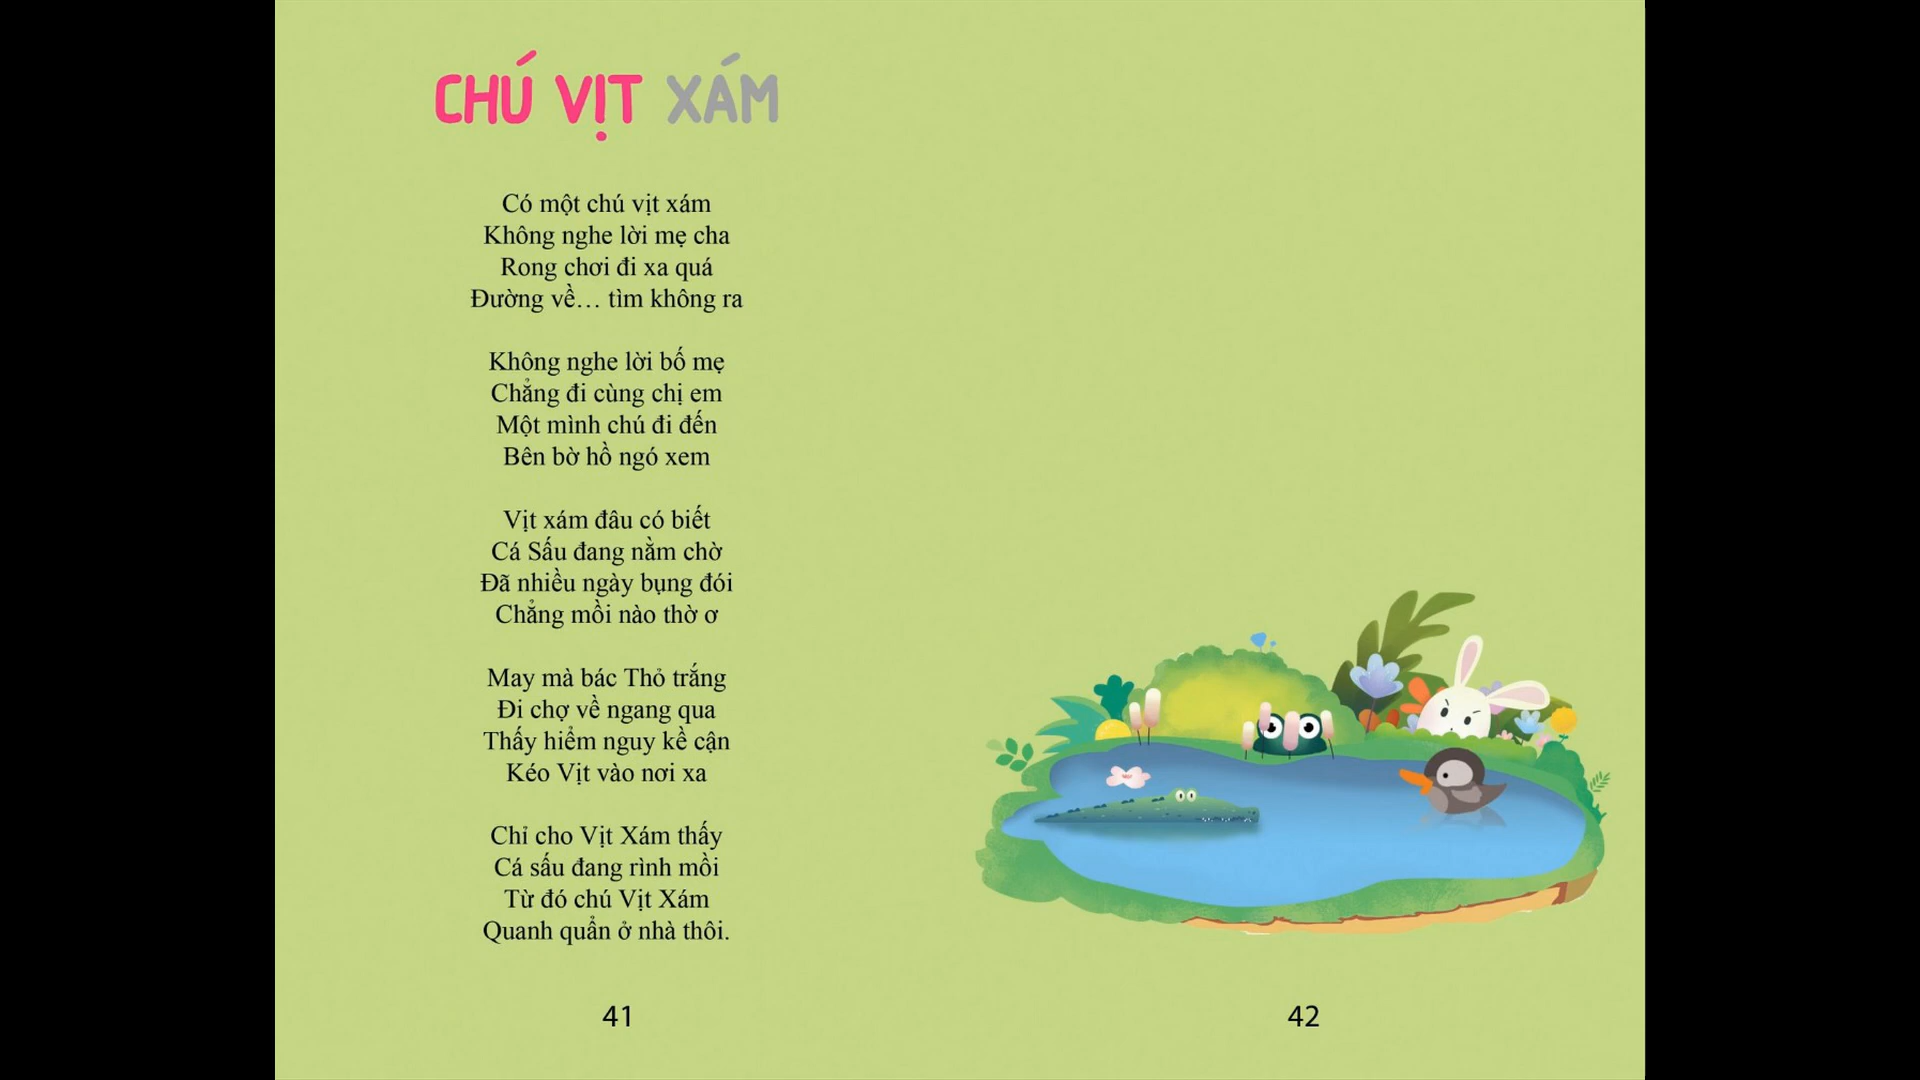 CHÚ VỊT XÁM
Có một chú vịt xám
Không nghe lời mẹ cha
Rong chơi đi xa quá
Đường về… tìm không ra
Không nghe lời bố mẹ
Chẳng đi cùng chị em
Một mình chú đi đến
Bên bờ hồ ngó xem
Vịt xám đâu có biết
Cá Sấu đang nằm chờ
Đã nhiều ngày bụng đói
Chẳng mồi nào thờ ơ
May mà bác Thỏ trắng
Đi chợ về ngang qua
Thấy hiểm nguy kề cận
Kéo Vịt vào nơi xa
Chỉ cho Vịt Xám thấy
Cá sấu đang rình mồi
Từ đó chú Vịt Xám
Quanh quẩn ở nhà thôi.
41
42